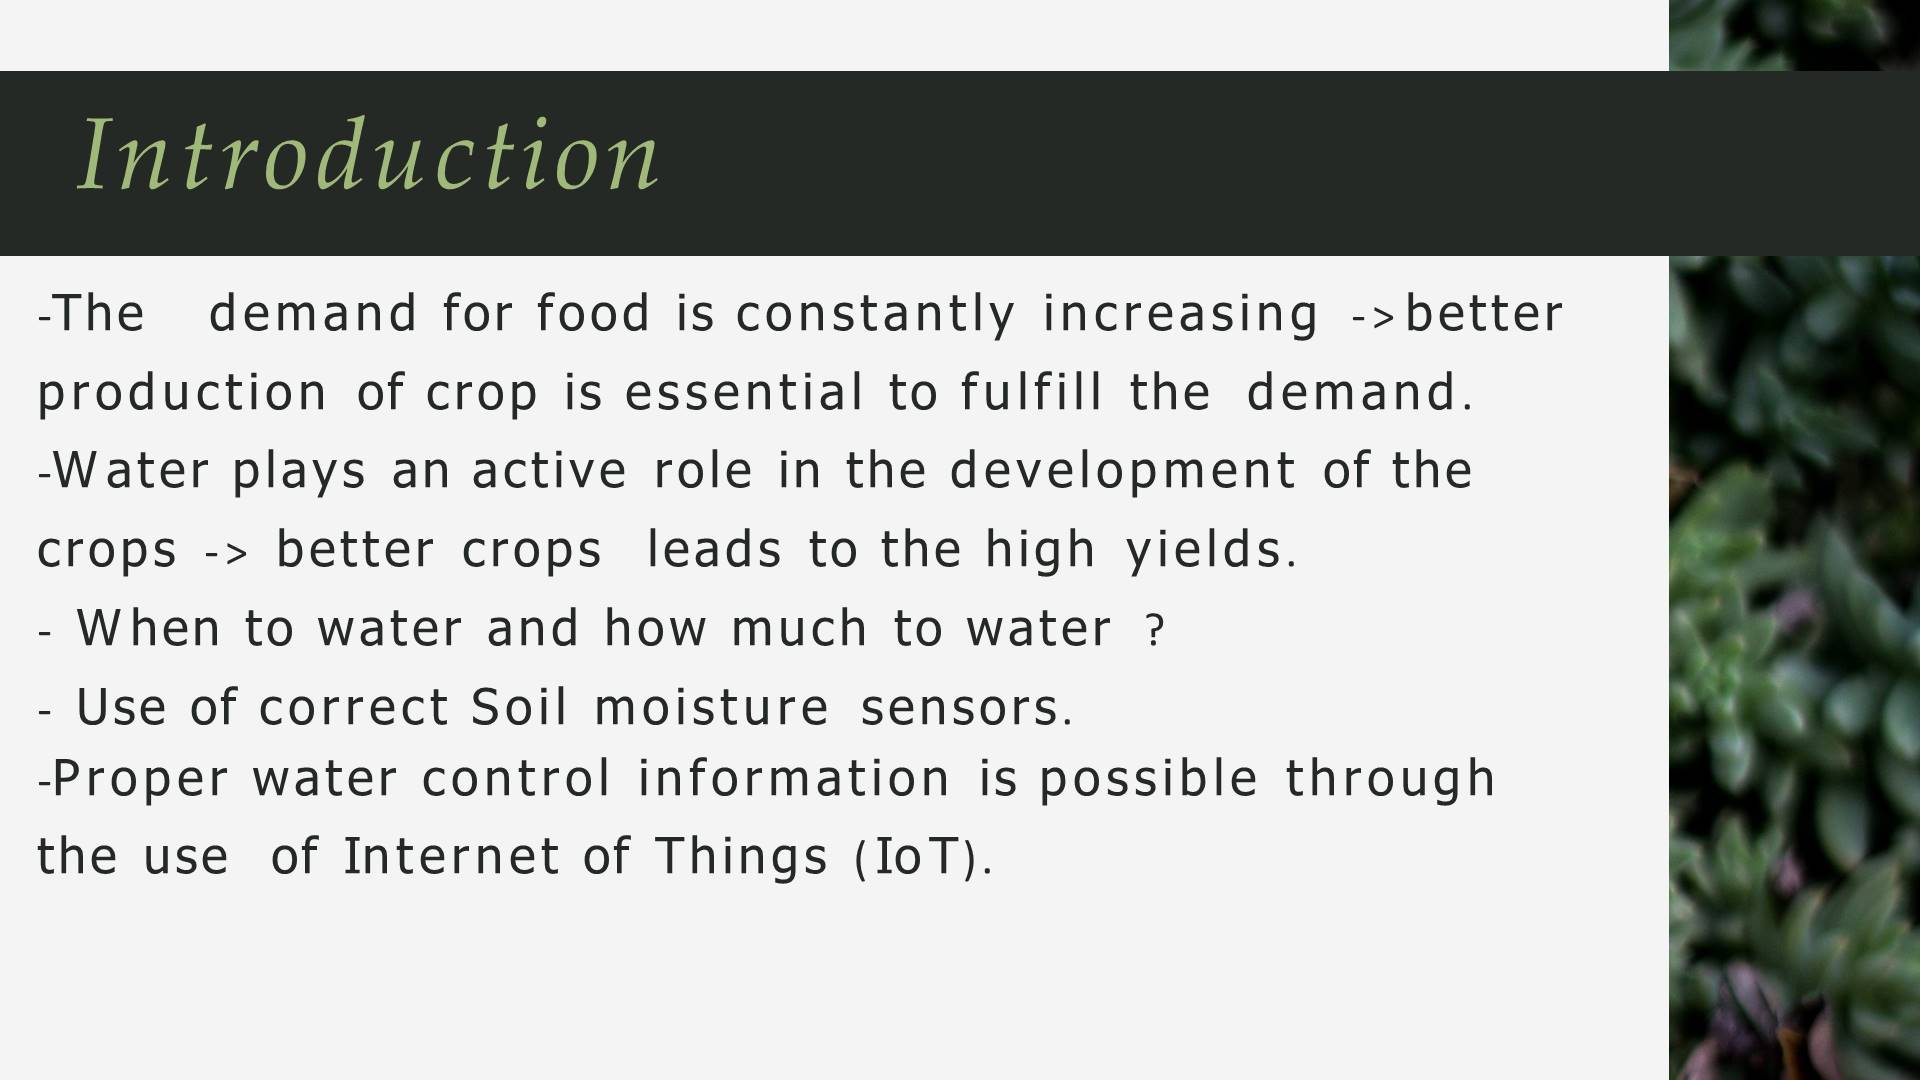 Introduction
-The demand for food is constantly increasing ->better
production of crop is essential to fulfill the demand.
-Water plays an active role in the development of the
crops -> better crops leads to the high yields.
- When to water and how much to water ?
- Use of correct Soil moisture sensors.
-Proper water control information is possible through
the use of Internet of Things (IoT).